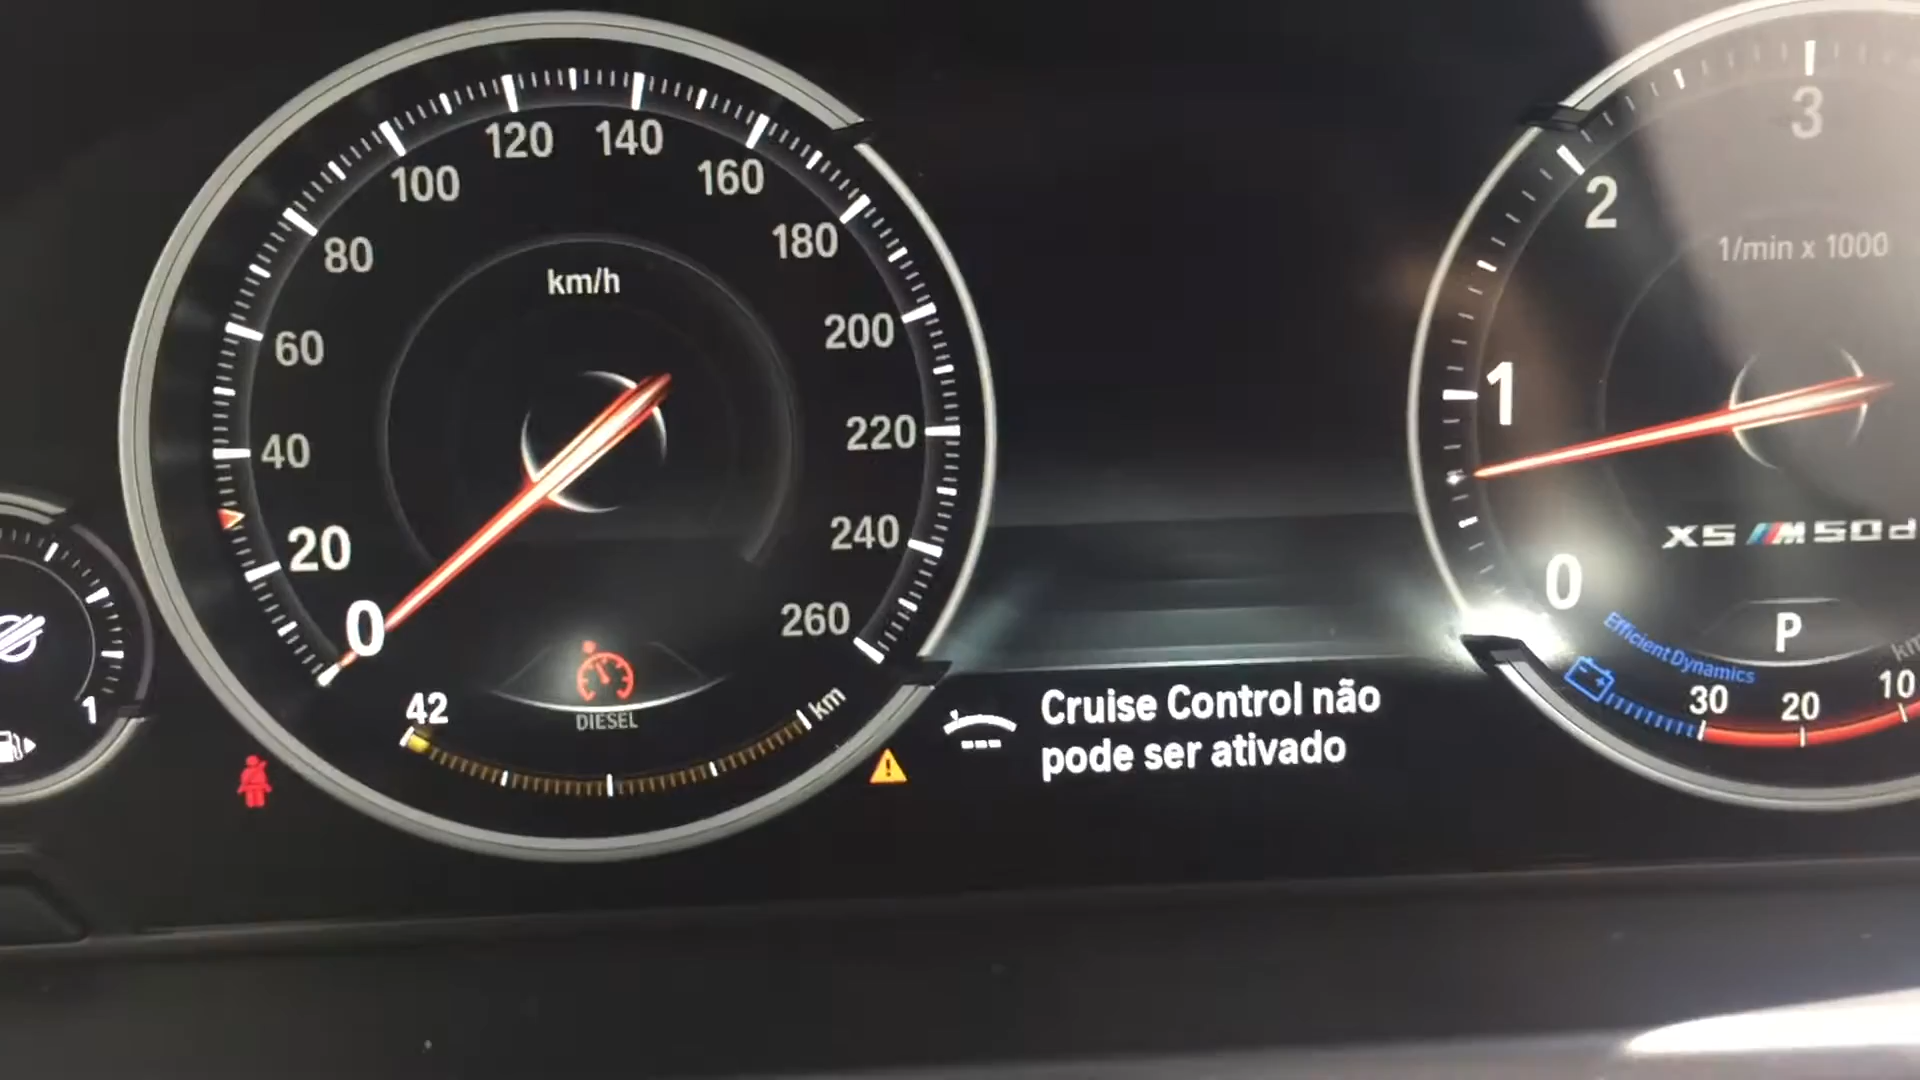 120 140
100 160
80 180
60 200
40 220
20 240
0 260
km/h
DIESEL
42 km
1
Cruise Control não
pode ser ativado
3
2
1
0
1/min x 1000
X5 M50d
P
Efficient Dynamics
30 20 10